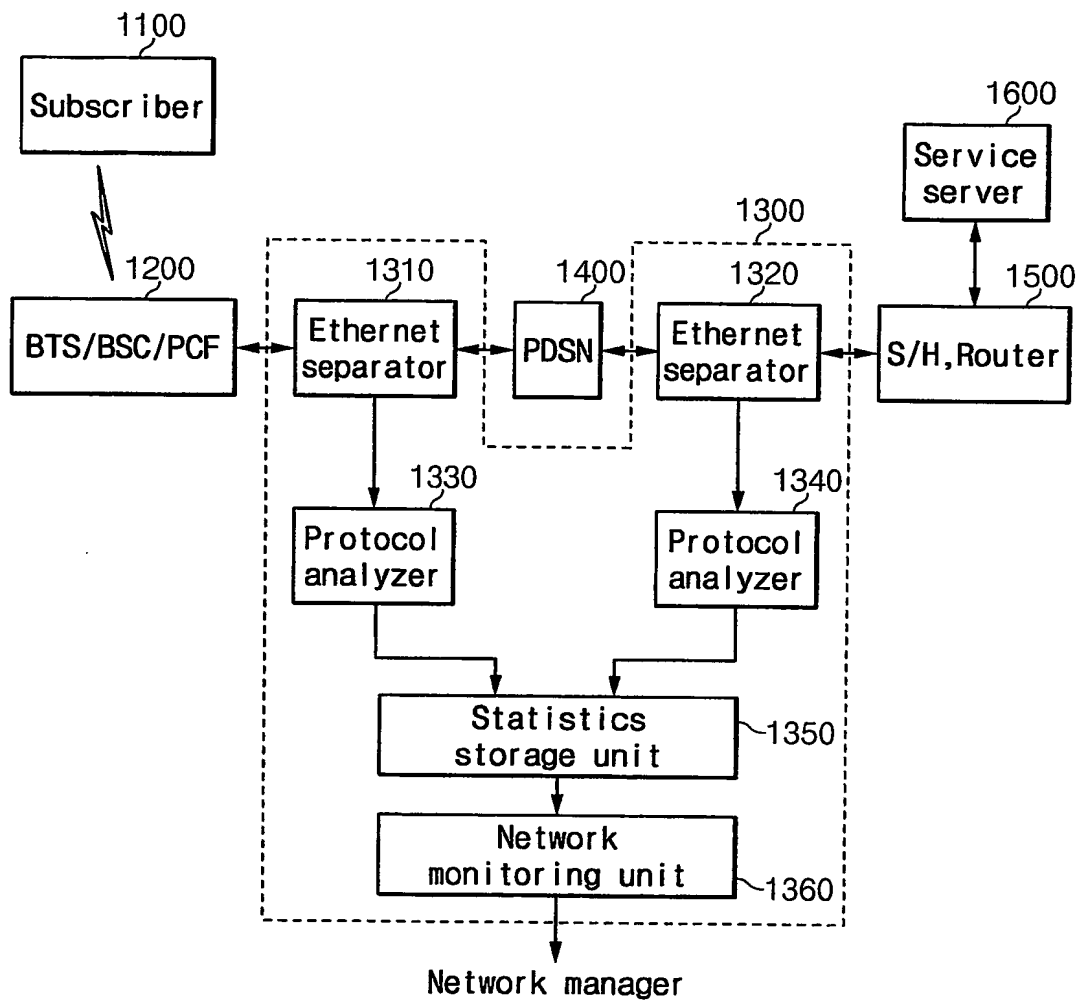 1100
Subscriber
1600
Service
server
1300
1200
1310
1400
1320
1500
BTS/BSC/PCF
Ethernet
separator
PDSN
Ethernet
separator
S/H,Router
1330
1340
Protocol
analyzer
Protocol
analyzer
Statistics
storage unit
1350
Network
monitoring unit
1360
Network manager